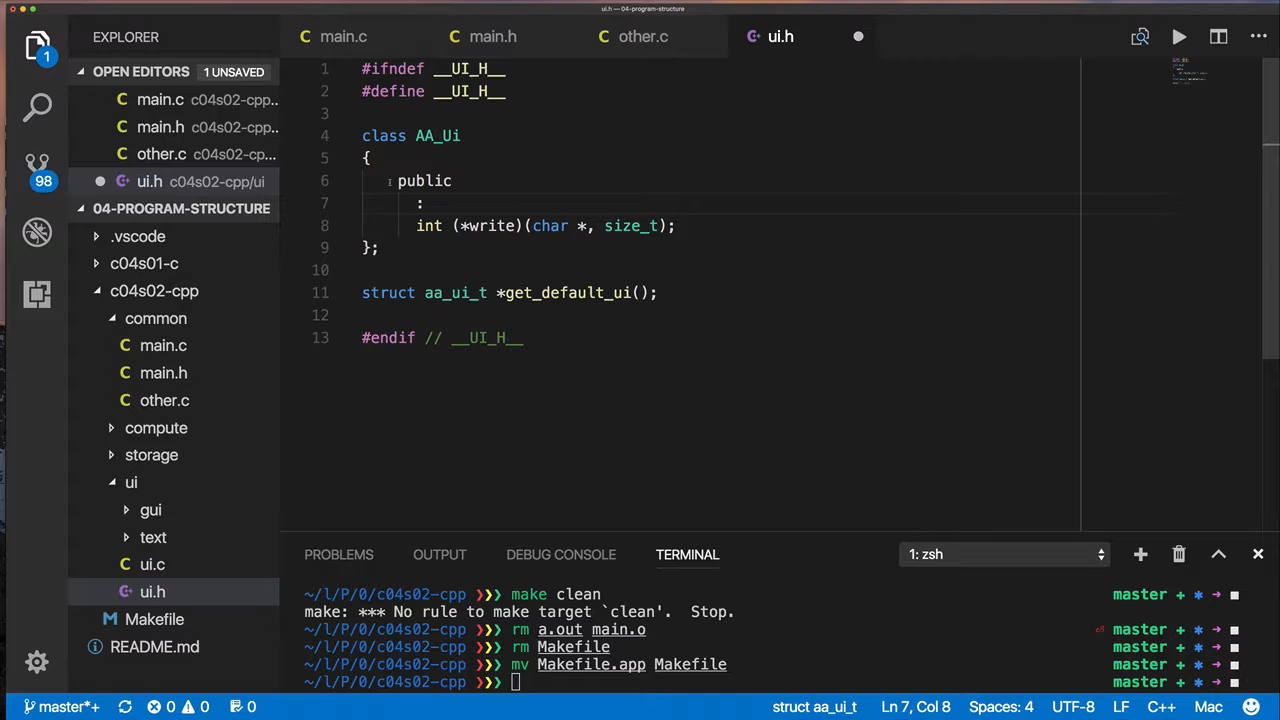 ui.h — 04-program-structure
EXPLORER
main.c
main.h
other.c
ui.h
1
OPEN EDITORS 1 UNSAVED
main.c c04s02-cpp...
main.h c04s02-cpp...
other.c c04s02-cp...
ui.h c04s02-cpp/ui
98
04-PROGRAM-STRUCTURE
.vscode
c04s01-c
c04s02-cpp
common
main.c
main.h
other.c
compute
storage
ui
gui
text
ui.c
ui.h
Makefile
README.md
1 #ifndef __UI_H__
2 #define __UI_H__
3
4 class AA_Ui
5 {
6 public
7 :
8 int (*write)(char *, size_t);
9 };
10
11 struct aa_ui_t *get_default_ui();
12
13 #endif // __UI_H__
PROBLEMS OUTPUT DEBUG CONSOLE TERMINAL 1: zsh
~/l/P/0/c04s02-cpp ❯❯❯ make clean master + * ➜ ◼
make: *** No rule to make target `clean'. Stop.
~/l/P/0/c04s02-cpp ❯❯❯ rm a.out main.o ⏎ master + * ➜ ◼
~/l/P/0/c04s02-cpp ❯❯❯ rm Makefile master + * ➜ ◼
~/l/P/0/c04s02-cpp ❯❯❯ mv Makefile.app Makefile master + * ➜ ◼
~/l/P/0/c04s02-cpp ❯❯❯ master + * ➜ ◼
master*+ 0 0 0 struct aa_ui_t Ln 7, Col 8 Spaces: 4 UTF-8 LF C++ Mac